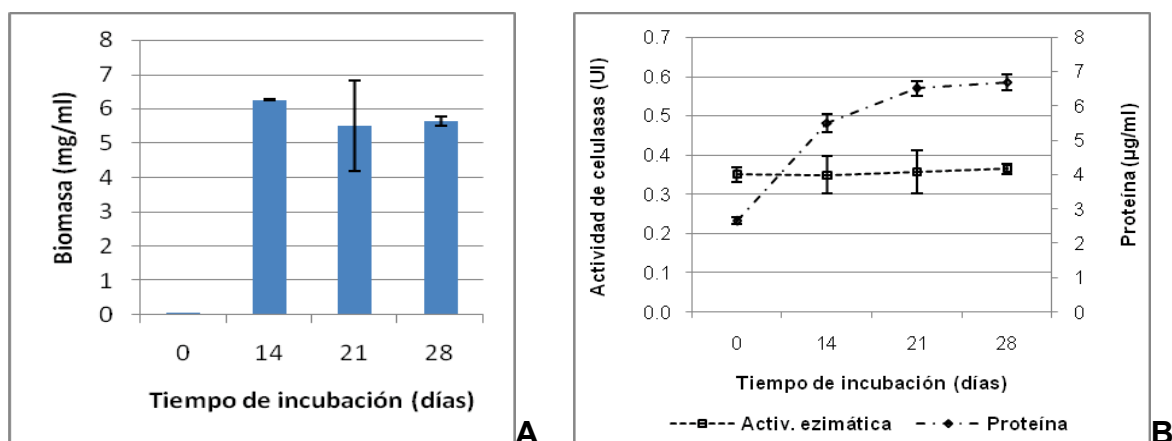 8
7
6
5
4
3
2
1
0
Biomasa (mg/ml)
0 14 21 28
Tiempo de incubación (días)
A
0.7
0.6
0.5
0.4
0.3
0.2
0.1
0.0
Actividad de celulasas (UI)
8
7
6
5
4
3
2
1
0
Proteína (µg/ml)
0 14 21 28
Tiempo de incubación (días)
Activ. ezimática Proteína
B